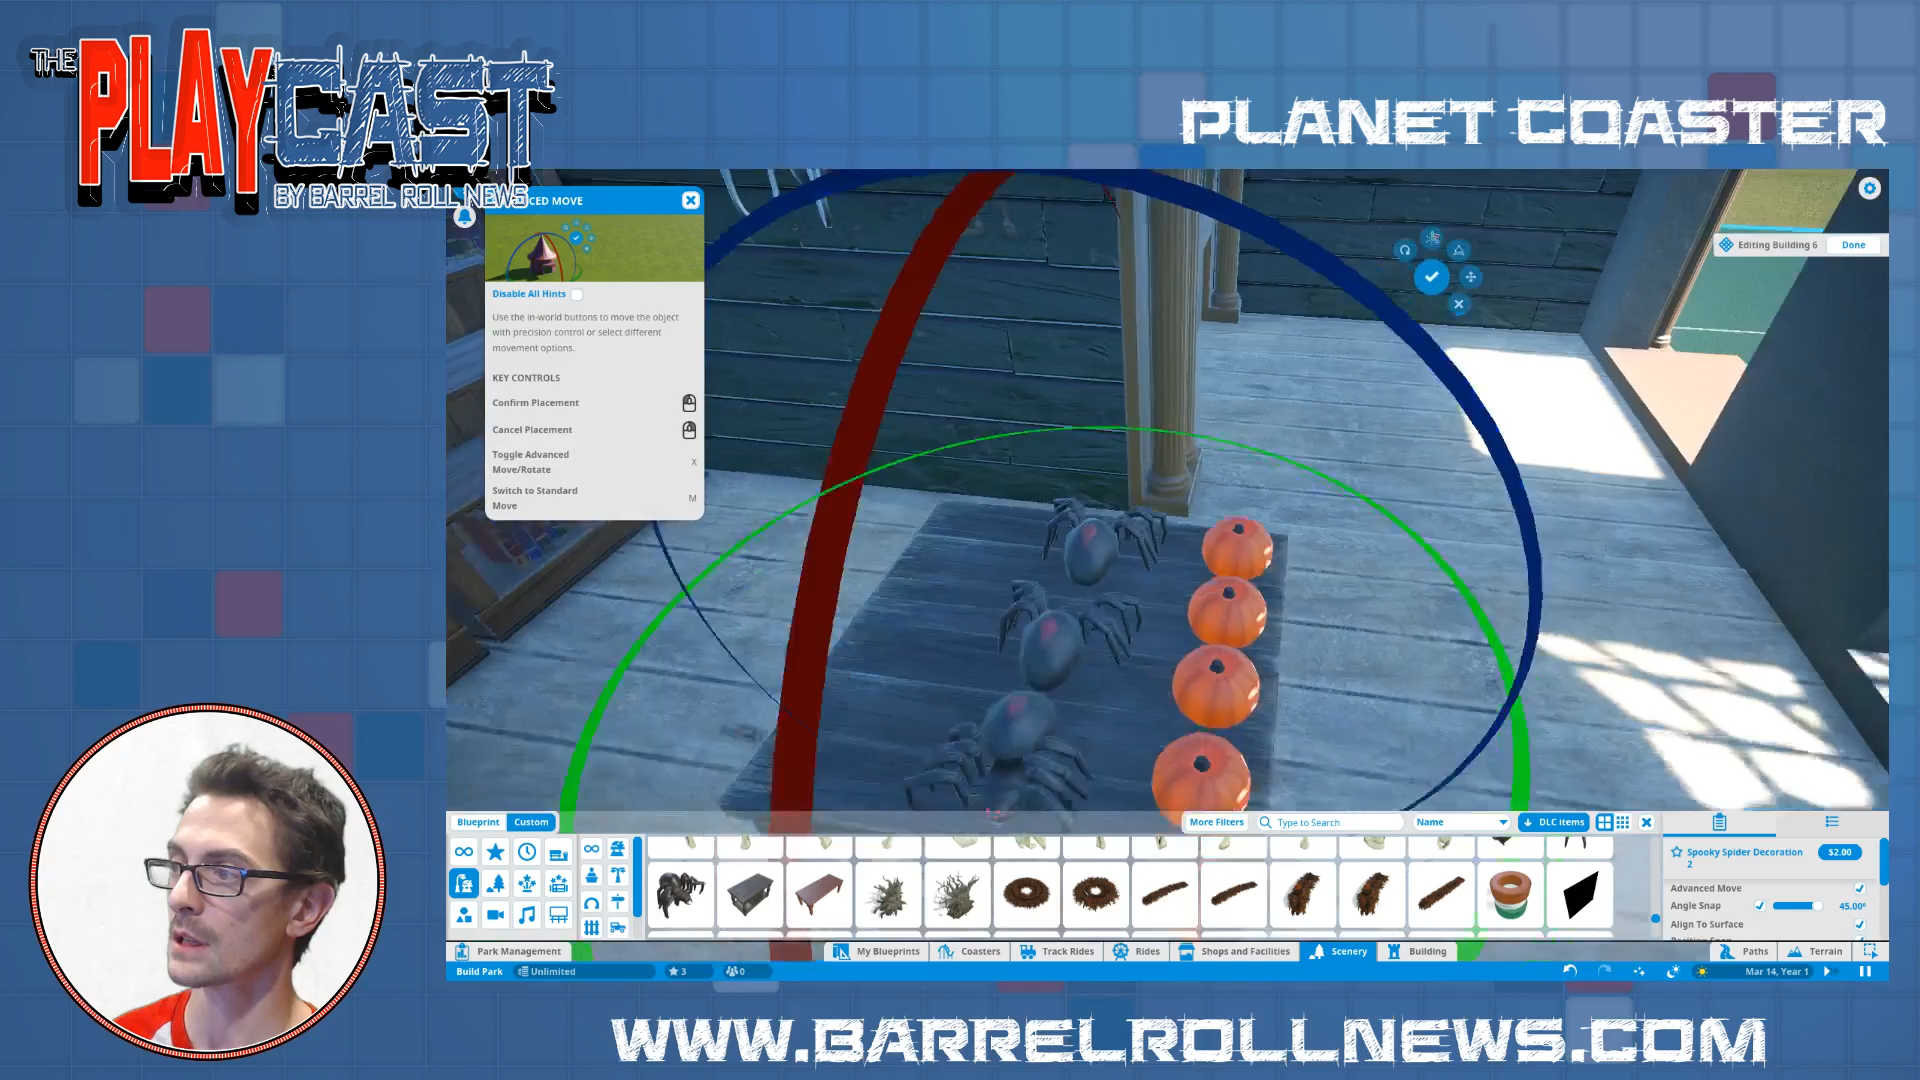 THE
PLAYCAST
BY BARREL ROLL NEWS
PLANET COASTER
CED MOVE
Disable All Hints
Use the in-world buttons to move the object
with precision control or select different
movement options.
KEY CONTROLS
Confirm Placement
Cancel Placement
Toggle Advanced
Move/Rotate
X
Switch to Standard
Move
M
Editing Building 6
Done
Blueprint
Custom
More Filters
Type to Search
Name
DLC items
Spooky Spider Decoration
2
$2.00
Advanced Move
Angle Snap
45.00°
Align To Surface
Park Management
My Blueprints
Coasters
Track Rides
Rides
Shops and Facilities
Scenery
Building
Paths
Terrain
Build Park
Unlimited
3
0
Mar 14, Year 1
WWW.BARRELROLLNEWS.COM